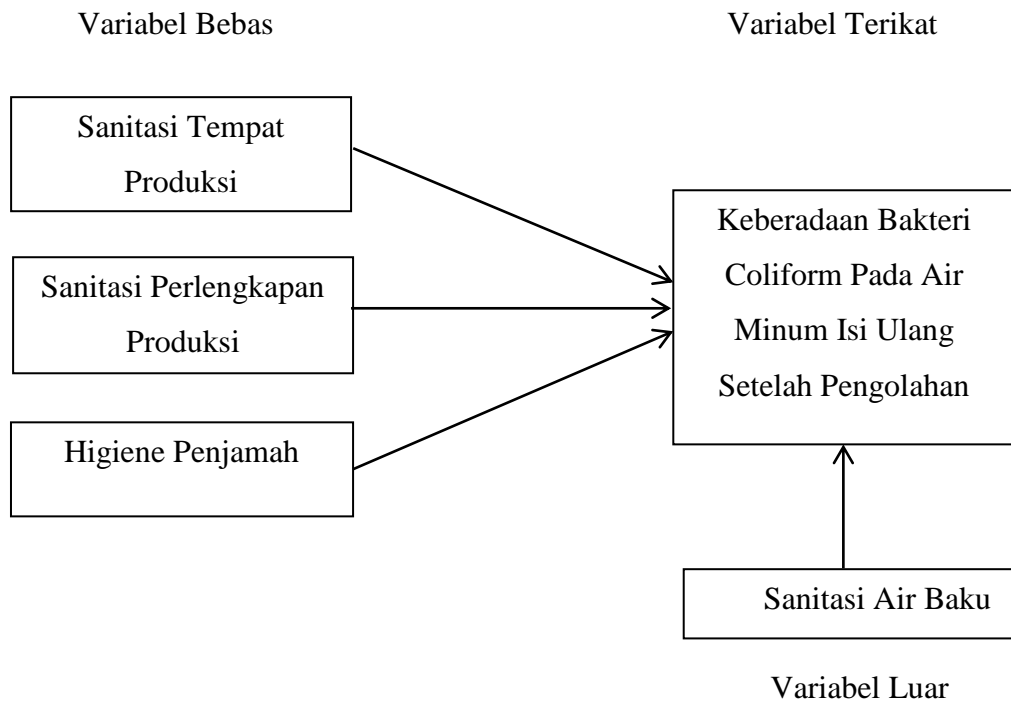 Variabel Bebas
Variabel Terikat
Sanitasi Tempat
Produksi
Sanitasi Perlengkapan
Produksi
Higiene Penjamah
Keberadaan Bakteri
Coliform Pada Air
Minum Isi Ulang
Setelah Pengolahan
Sanitasi Air Baku
Variabel Luar